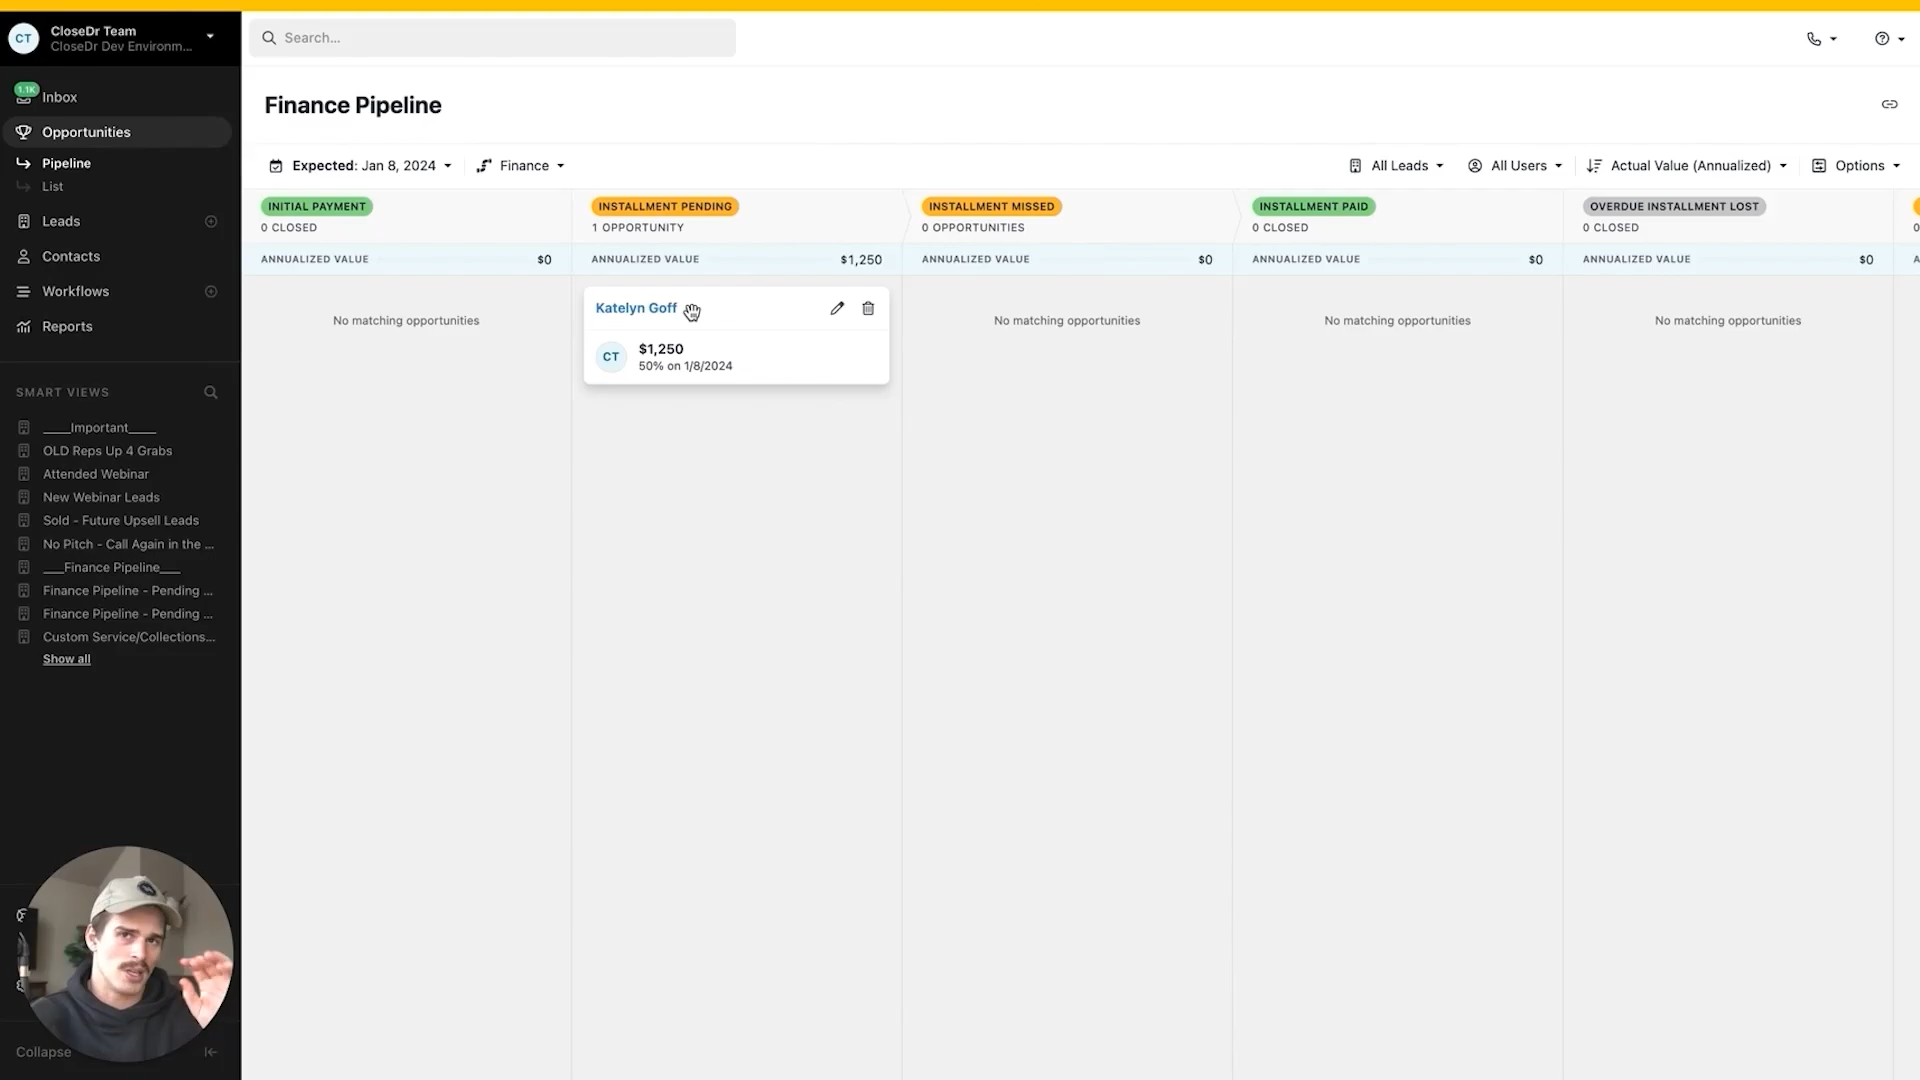 CT
CloseDr Team
CloseDr Dev Environm...
Search...
1.1K
Inbox
Opportunities
Pipeline
List
Leads
Contacts
Workflows
Reports
SMART VIEWS
____Important____
OLD Reps Up 4 Grabs
Attended Webinar
New Webinar Leads
Sold - Future Upsell Leads
No Pitch - Call Again in the ...
___Finance Pipeline___
Finance Pipeline - Pending ...
Finance Pipeline - Pending ...
Custom Service/Collections...
Show all
Collapse
Finance Pipeline
Expected: Jan 8, 2024
Finance
All Leads
All Users
Actual Value (Annualized)
Options
INITIAL PAYMENT
0 CLOSED
ANNUALIZED VALUE $0
No matching opportunities
INSTALLMENT PENDING
1 OPPORTUNITY
ANNUALIZED VALUE $1,250
Katelyn Goff
CT
$1,250
50% on 1/8/2024
INSTALLMENT MISSED
0 OPPORTUNITIES
ANNUALIZED VALUE $0
No matching opportunities
INSTALLMENT PAID
0 CLOSED
ANNUALIZED VALUE $0
No matching opportunities
OVERDUE INSTALLMENT LOST
0 CLOSED
ANNUALIZED VALUE $0
No matching opportunities
0
A